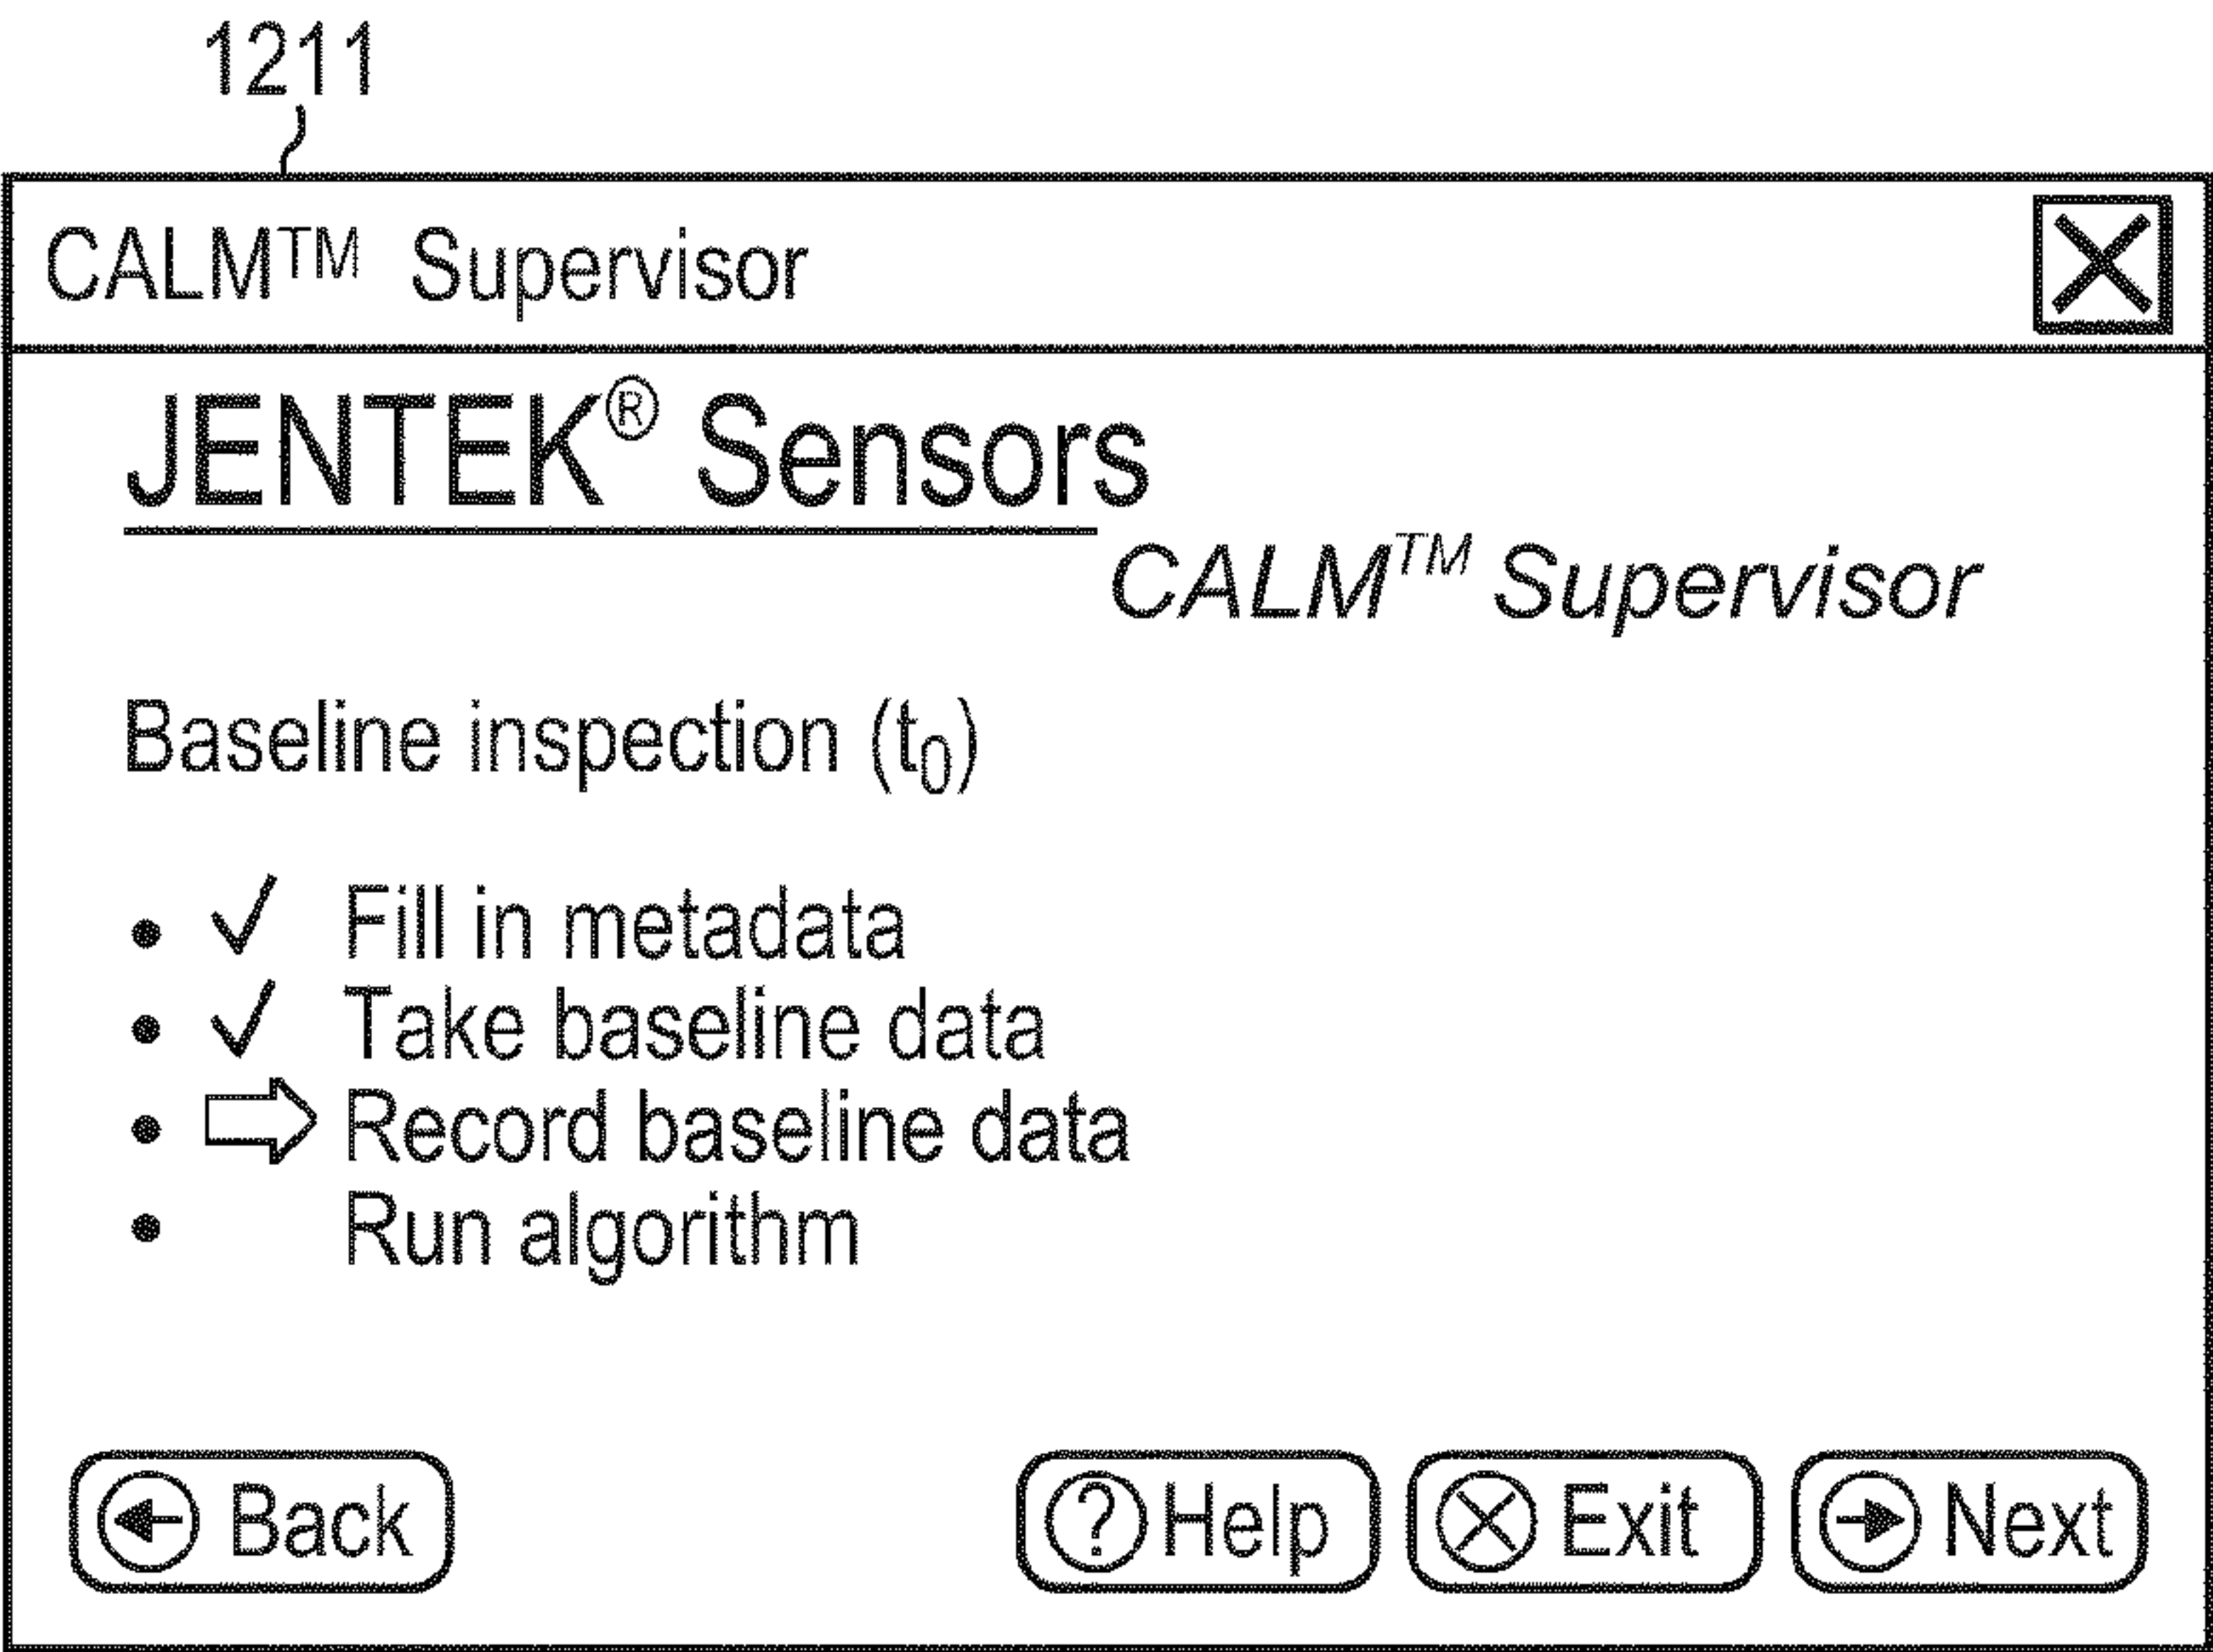 1211
CALM™ Supervisor
JENTEK® Sensors
CALM™ Supervisor
Baseline inspection (t₀)
• ✓ Fill in metadata
• ✓ Take baseline data
• ⇨ Record baseline data
• Run algorithm
Back ? Help Exit Next